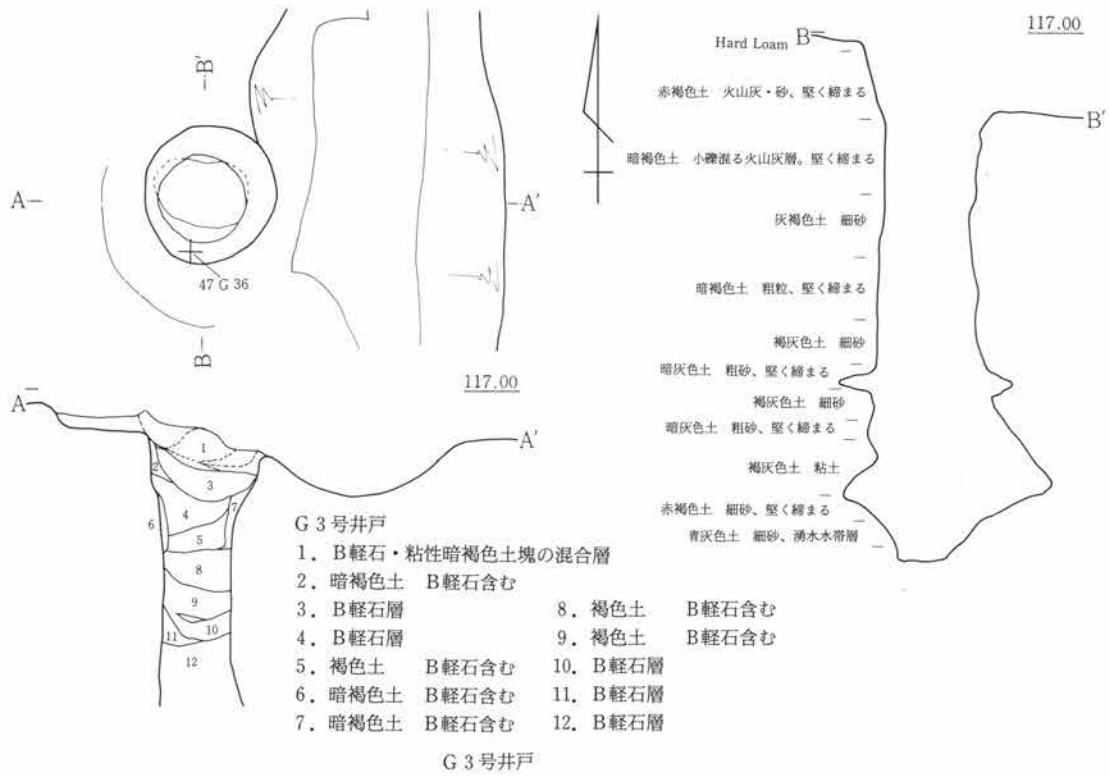 B'
A
A'
47 G 36
B
117.00
A
A'
1
2
3
4
5
6
7
8
9
10
11
12
117.00
Hard Loam
B
B'
赤褐色土 火山灰・砂、堅く締まる
暗褐色土 小礫混る火山灰層。堅く締まる
灰褐色土 細砂
暗褐色土 粗粒、堅く締まる
褐灰色土 細砂
暗灰色土 粗砂、堅く締まる
褐灰色土 細砂
暗灰色土 粗砂、堅く締まる
褐灰色土 粘土
赤褐色土 細砂、堅く締まる
青灰色土 細砂、湧水水帯層
G 3号井戸
1. B軽石・粘性暗褐色土塊の混合層
2. 暗褐色土 B軽石含む
3. B軽石層
4. B軽石層
5. 褐色土 B軽石含む
6. 暗褐色土 B軽石含む
7. 暗褐色土 B軽石含む
8. 褐色土 B軽石含む
9. 褐色土 B軽石含む
10. B軽石層
11. B軽石層
12. B軽石層
G 3号井戸